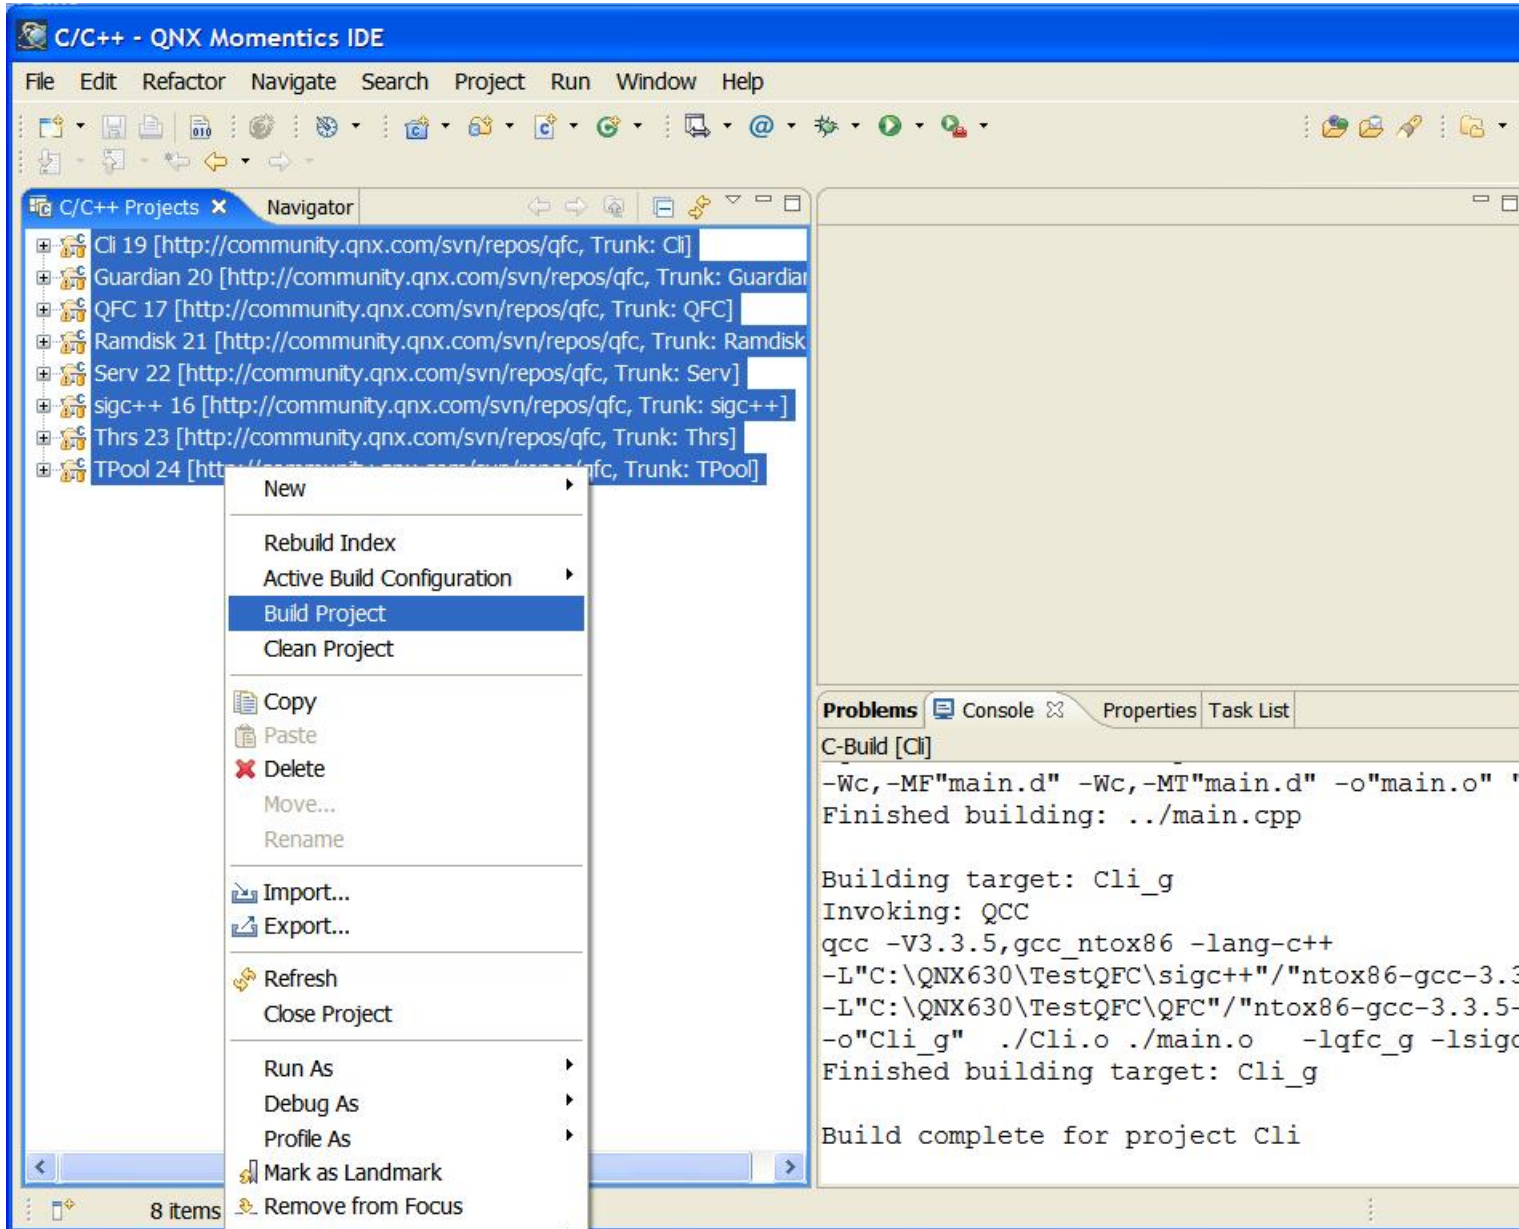 C/C++ - QNX Momentics IDE
File Edit Refactor Navigate Search Project Run Window Help
C/C++ Projects Navigator
Cli 19 [http://community.qnx.com/svn/repos/qfc, Trunk: Cli]
Guardian 20 [http://community.qnx.com/svn/repos/qfc, Trunk: Guardian
QFC 17 [http://community.qnx.com/svn/repos/qfc, Trunk: QFC]
Ramdisk 21 [http://community.qnx.com/svn/repos/qfc, Trunk: Ramdisk
Serv 22 [http://community.qnx.com/svn/repos/qfc, Trunk: Serv]
sigc++ 16 [http://community.qnx.com/svn/repos/qfc, Trunk: sigc++]
Thrs 23 [http://community.qnx.com/svn/repos/qfc, Trunk: Thrs]
TPool 24 [http://community.qnx.com/svn/repos/qfc, Trunk: TPool]
New
Rebuild Index
Active Build Configuration
Build Project
Clean Project
Copy
Paste
Delete
Move...
Rename
Import...
Export...
Refresh
Close Project
Run As
Debug As
Profile As
Mark as Landmark
Remove from Focus
8 items
Problems Console Properties Task List
C-Build [Cli]
-Wc,-MF"main.d" -Wc,-MT"main.d" -o"main.o" "
Finished building: ../main.cpp
Building target: Cli_g
Invoking: QCC
qcc -V3.3.5,gcc_ntox86 -lang-c++
-L"C:\QNX630\TestQFC\sigc++"/"ntox86-gcc-3.3
-L"C:\QNX630\TestQFC\QFC"/"ntox86-gcc-3.3.5-
-o"Cli_g" ./Cli.o ./main.o -lqfc_g -lsigc
Finished building target: Cli_g
Build complete for project Cli